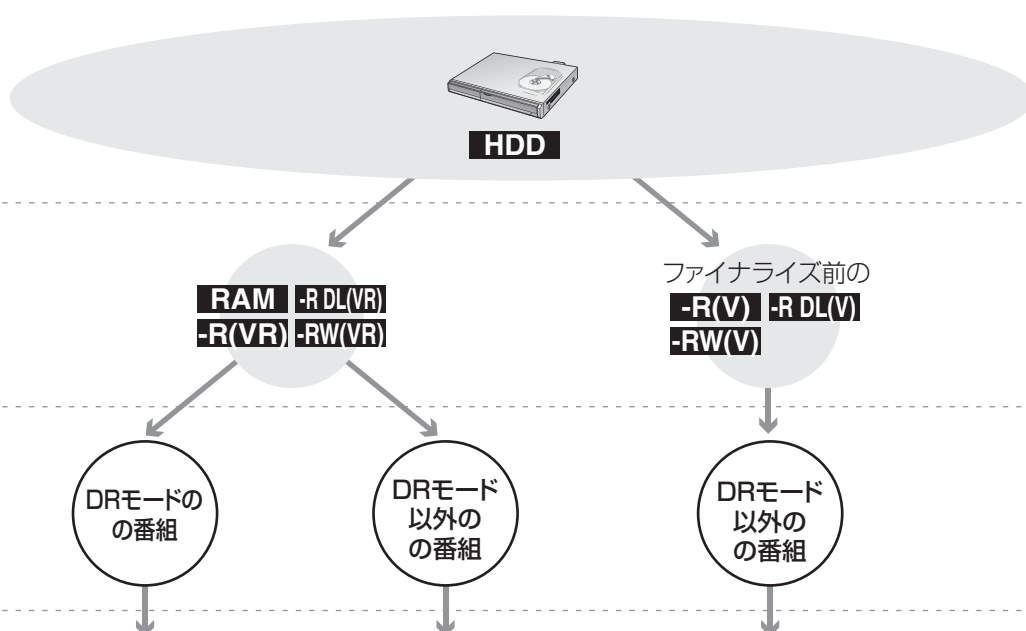 HDD
RAM -R DL(VR)
-R(VR) -RW(VR)
ファイナライズ前の
-R(V) -R DL(V)
-RW(V)
DRモードの
の番組
DRモード
以外の
の番組
DRモード
以外の
の番組